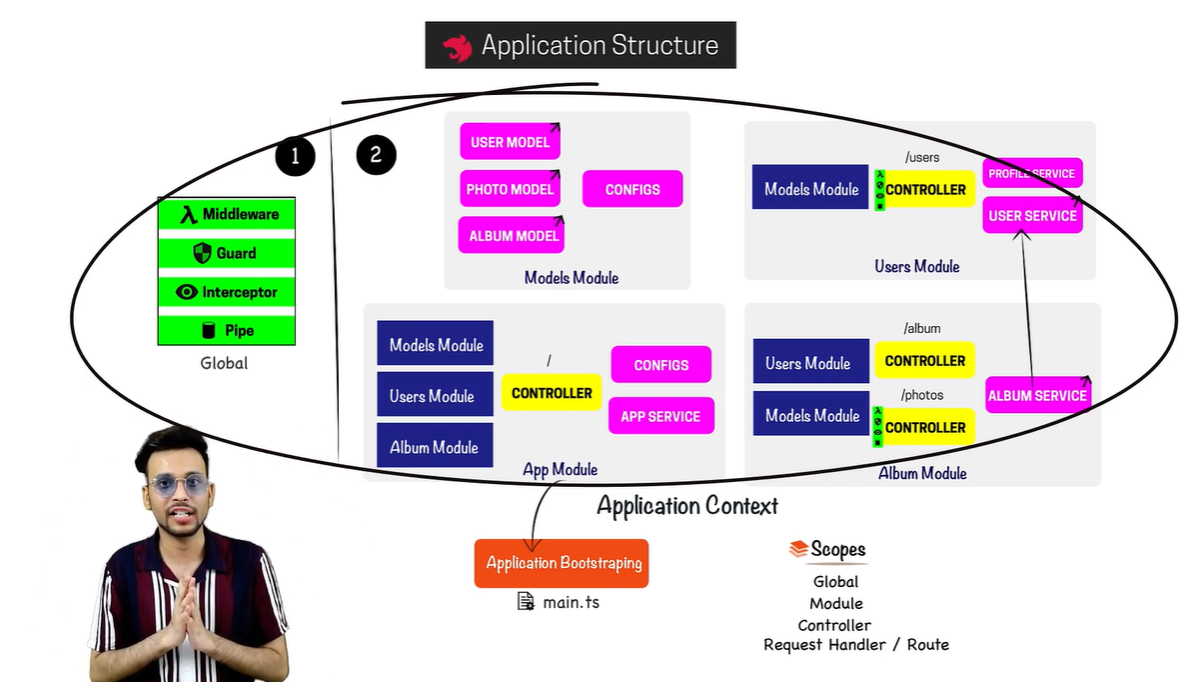 Application Structure
1
2
Middleware
Guard
Interceptor
Pipe
Global
USER MODEL
PHOTO MODEL
ALBUM MODEL
CONFIGS
Models Module
/users
Models Module
CONTROLLER
PROFILE SERVICE
USER SERVICE
Users Module
Models Module
Users Module
Album Module
/
CONTROLLER
CONFIGS
APP SERVICE
App Module
/album
Users Module
CONTROLLER
/photos
Models Module
CONTROLLER
ALBUM SERVICE
Album Module
Application Context
Application Bootstraping
main.ts
Scopes
Global
Module
Controller
Request Handler / Route